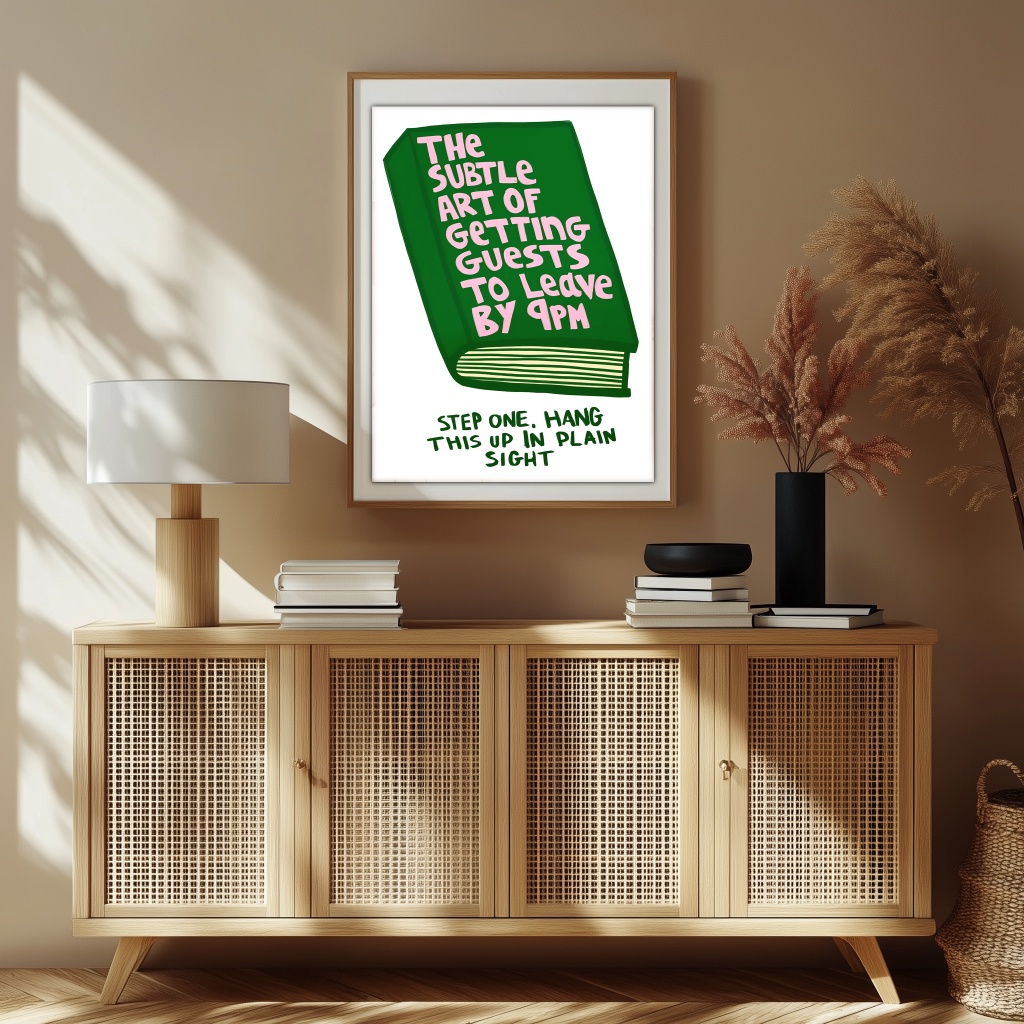 THe
SUBTLe
ART OF
GeTTInG
GUeSTS
TO Leave
BY 9PM
STEP ONE. HANG
THIS UP IN PLAIN
SIGHT